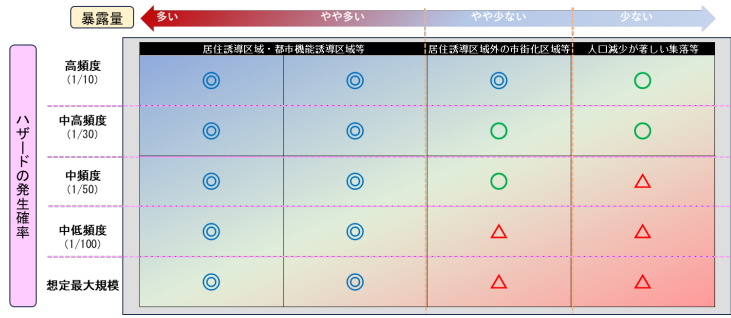 暴露量
多い
やや多い
やや少ない
少ない
居住誘導区域・都市機能誘導区域等
居住誘導区域外の市街化区域等
人口減少が著しい集落等
ハザードの発生確率
高頻度
(1/10)
◎ ◎ ◎ ○
中高頻度
(1/30)
◎ ◎ ○ ○
中頻度
(1/50)
◎ ◎ ○ △
中低頻度
(1/100)
◎ ◎ △ △
想定最大規模
◎ ◎ △ △